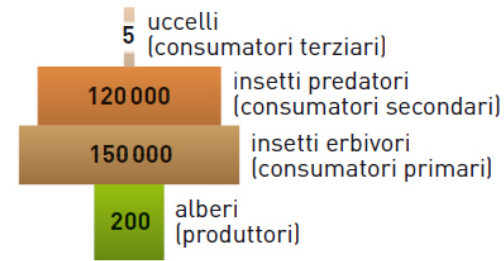 5 uccelli
(consumatori terziari)
120 000 insetti predatori
(consumatori secondari)
150 000 insetti erbivori
(consumatori primari)
200 alberi
(produttori)